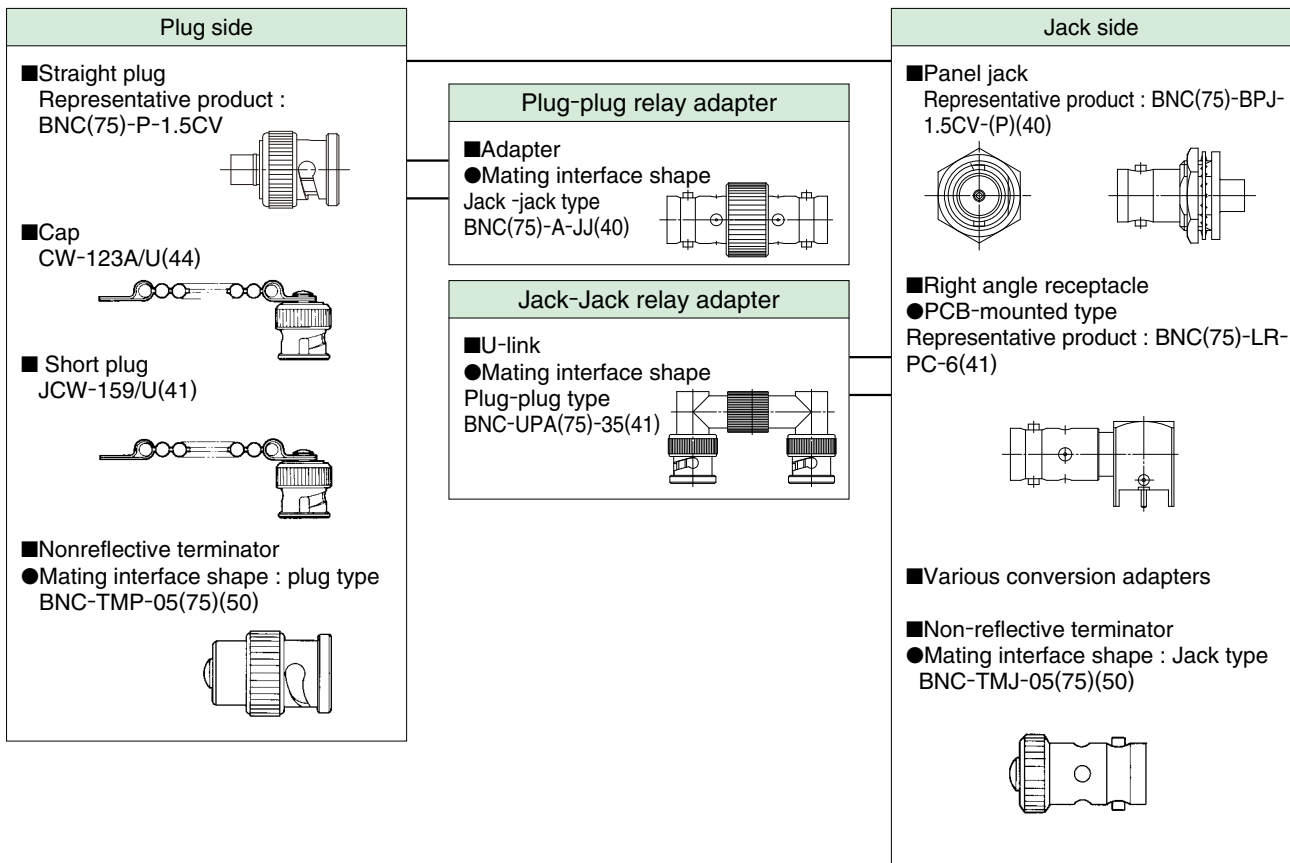 Plug side
■Straight plug
Representative product :
BNC(75)-P-1.5CV
■Cap
CW-123A/U(44)
■ Short plug
JCW-159/U(41)
■Nonreflective terminator
●Mating interface shape : plug type
BNC-TMP-05(75)(50)
Plug-plug relay adapter
■Adapter
●Mating interface shape
Jack -jack type
BNC(75)-A-JJ(40)
Jack-Jack relay adapter
■U-link
●Mating interface shape
Plug-plug type
BNC-UPA(75)-35(41)
Jack side
■Panel jack
Representative product : BNC(75)-BPJ-
1.5CV-(P)(40)
■Right angle receptacle
●PCB-mounted type
Representative product : BNC(75)-LR-
PC-6(41)
■Various conversion adapters
■Non-reflective terminator
●Mating interface shape : Jack type
BNC-TMJ-05(75)(50)